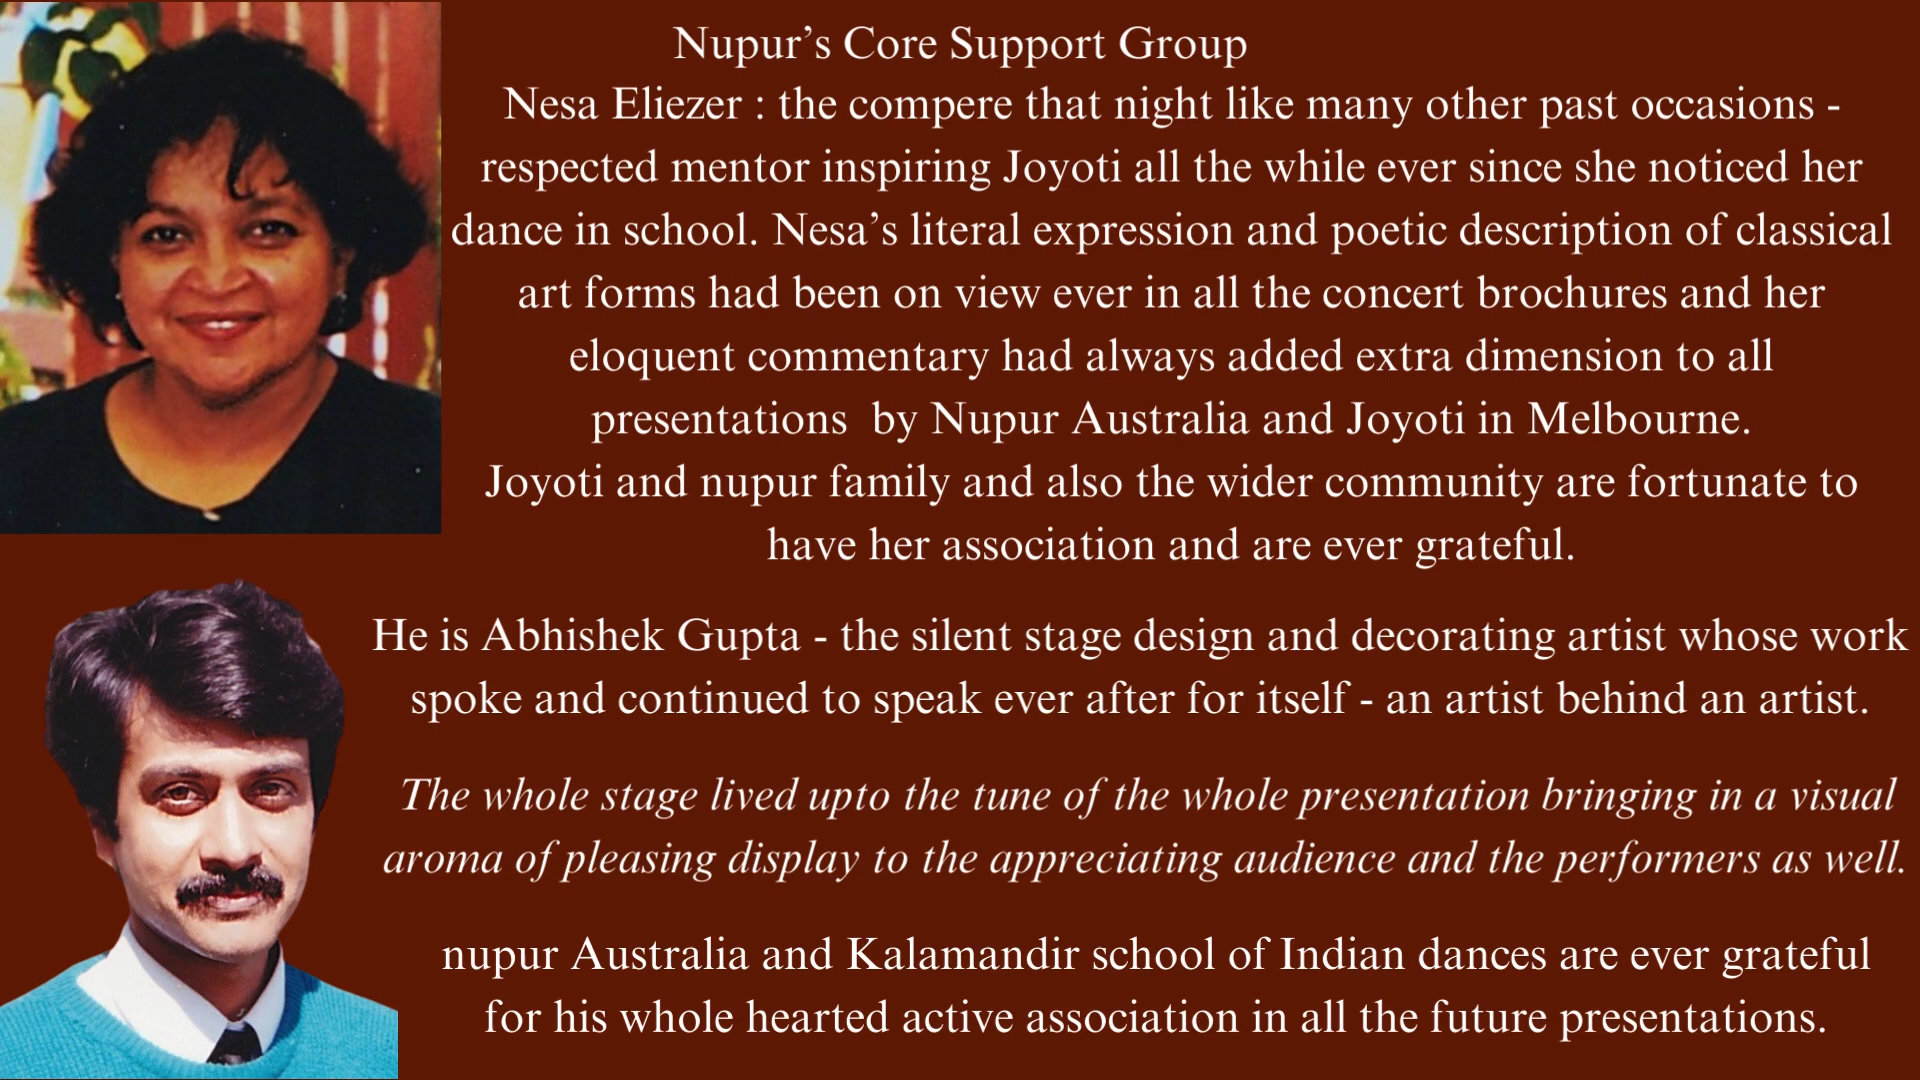 Nupur’s Core Support Group
Nesa Eliezer : the compere that night like many other past occasions -
respected mentor inspiring Joyoti all the while ever since she noticed her
dance in school. Nesa’s literal expression and poetic description of classical
art forms had been on view ever in all the concert brochures and her
eloquent commentary had always added extra dimension to all
presentations  by Nupur Australia and Joyoti in Melbourne.
Joyoti and nupur family and also the wider community are fortunate to
have her association and are ever grateful.
He is Abhishek Gupta - the silent stage design and decorating artist whose work
spoke and continued to speak ever after for itself - an artist behind an artist.
The whole stage lived upto the tune of the whole presentation bringing in a visual
aroma of pleasing display to the appreciating audience and the performers as well.
nupur Australia and Kalamandir school of Indian dances are ever grateful
for his whole hearted active association in all the future presentations.